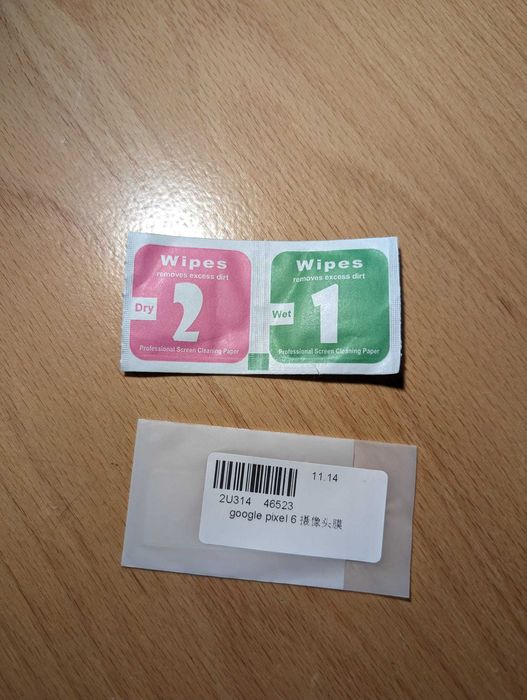 Wipes
removes excess dirt
Dry
2
Professional Screen Cleaning Paper
Wipes
removes excess dirt
Wet
1
Professional Screen Cleaning Paper
11.14
2U314 46523
google pixel 6 摄像头膜